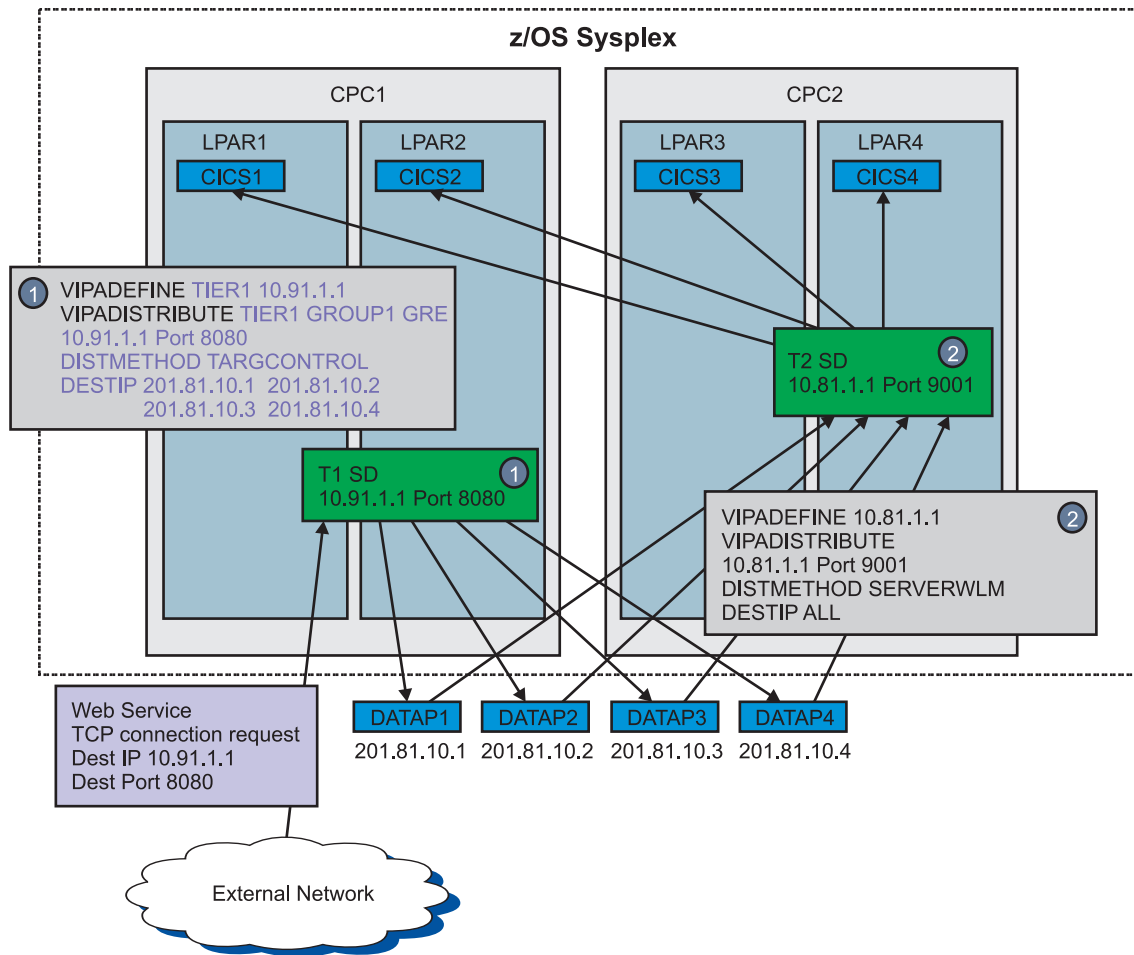 z/OS Sysplex
CPC1
CPC2
LPAR1
LPAR2
LPAR3
LPAR4
CICS1
CICS2
CICS3
CICS4
1
VIPADEFINE TIER1 10.91.1.1
VIPADISTRIBUTE TIER1 GROUP1 GRE
10.91.1.1 Port 8080
DISTMETHOD TARGCONTROL
DESTIP 201.81.10.1 201.81.10.2
201.81.10.3 201.81.10.4
T2 SD
10.81.1.1 Port 9001
2
T1 SD
10.91.1.1 Port 8080
1
VIPADEFINE 10.81.1.1
VIPADISTRIBUTE
10.81.1.1 Port 9001
DISTMETHOD SERVERWLM
DESTIP ALL
2
Web Service
TCP connection request
Dest IP 10.91.1.1
Dest Port 8080
DATAP1
DATAP2
DATAP3
DATAP4
201.81.10.1
201.81.10.2
201.81.10.3
201.81.10.4
External Network